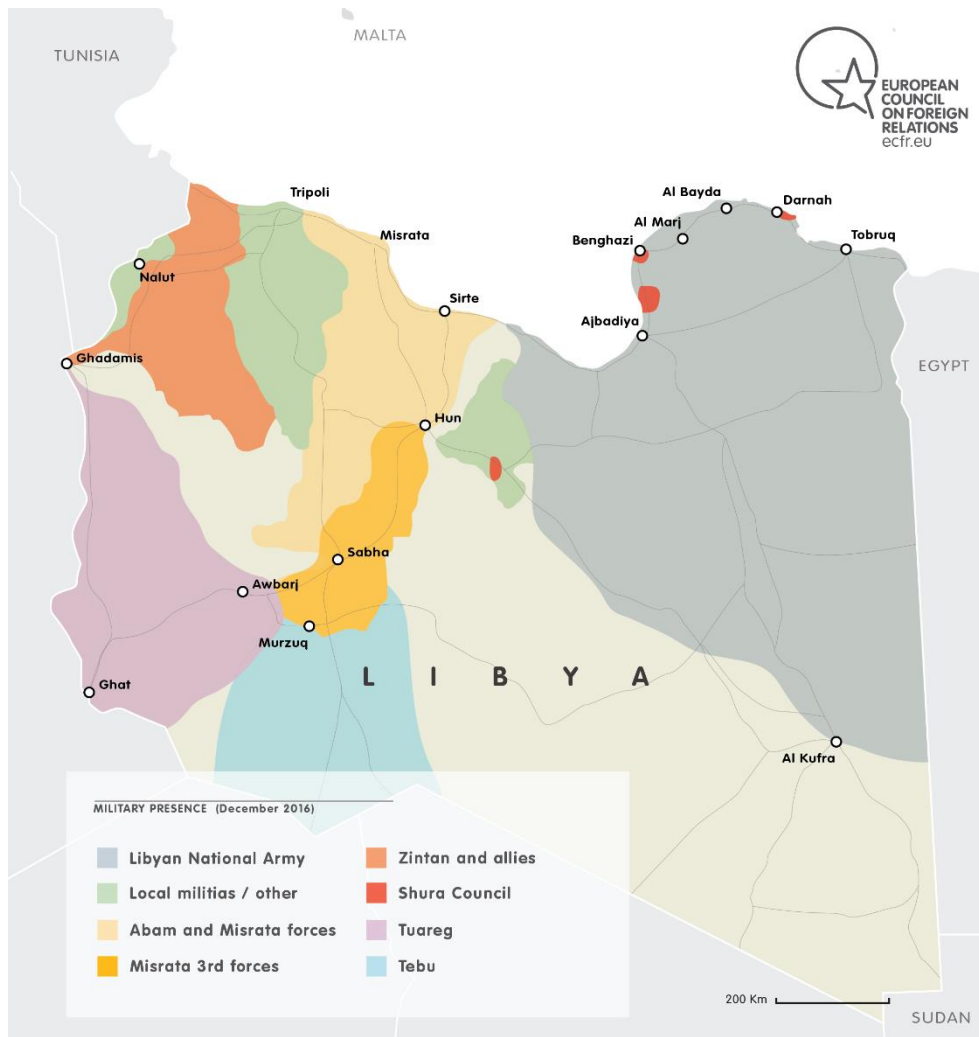 MALTA
TUNISIA
EUROPEAN
COUNCIL
ON FOREIGN
RELATIONS
ecfr.eu
Tripoli
Al Bayda
Darnah
Al Marj
Misrata
Benghazi
Tobruq
Nalut
Sirte
Ajbadiya
Ghadamis
EGYPT
Hun
Sabha
Awbarj
Murzuq
LIBYA
Ghat
Al Kufra
MILITARY PRESENCE (December 2016)
Libyan National Army
Local militias / other
Abam and Misrata forces
Misrata 3rd forces
Zintan and allies
Shura Council
Tuareg
Tebu
200 Km
SUDAN